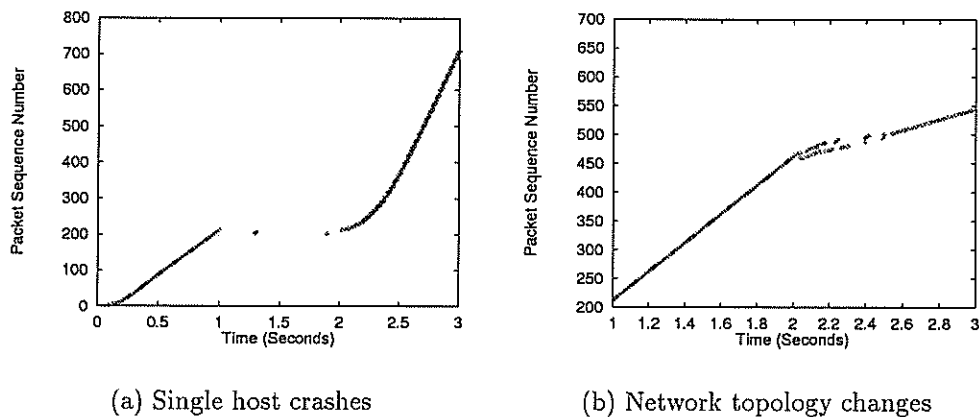 800
700
600
500
400
300
200
100
0
Packet Sequence Number
0 0.5 1 1.5 2 2.5 3
Time (Seconds)
(a) Single host crashes
700
650
600
550
500
450
400
350
300
250
200
Packet Sequence Number
1 1.2 1.4 1.6 1.8 2 2.2 2.4 2.6 2.8 3
Time (Seconds)
(b) Network topology changes